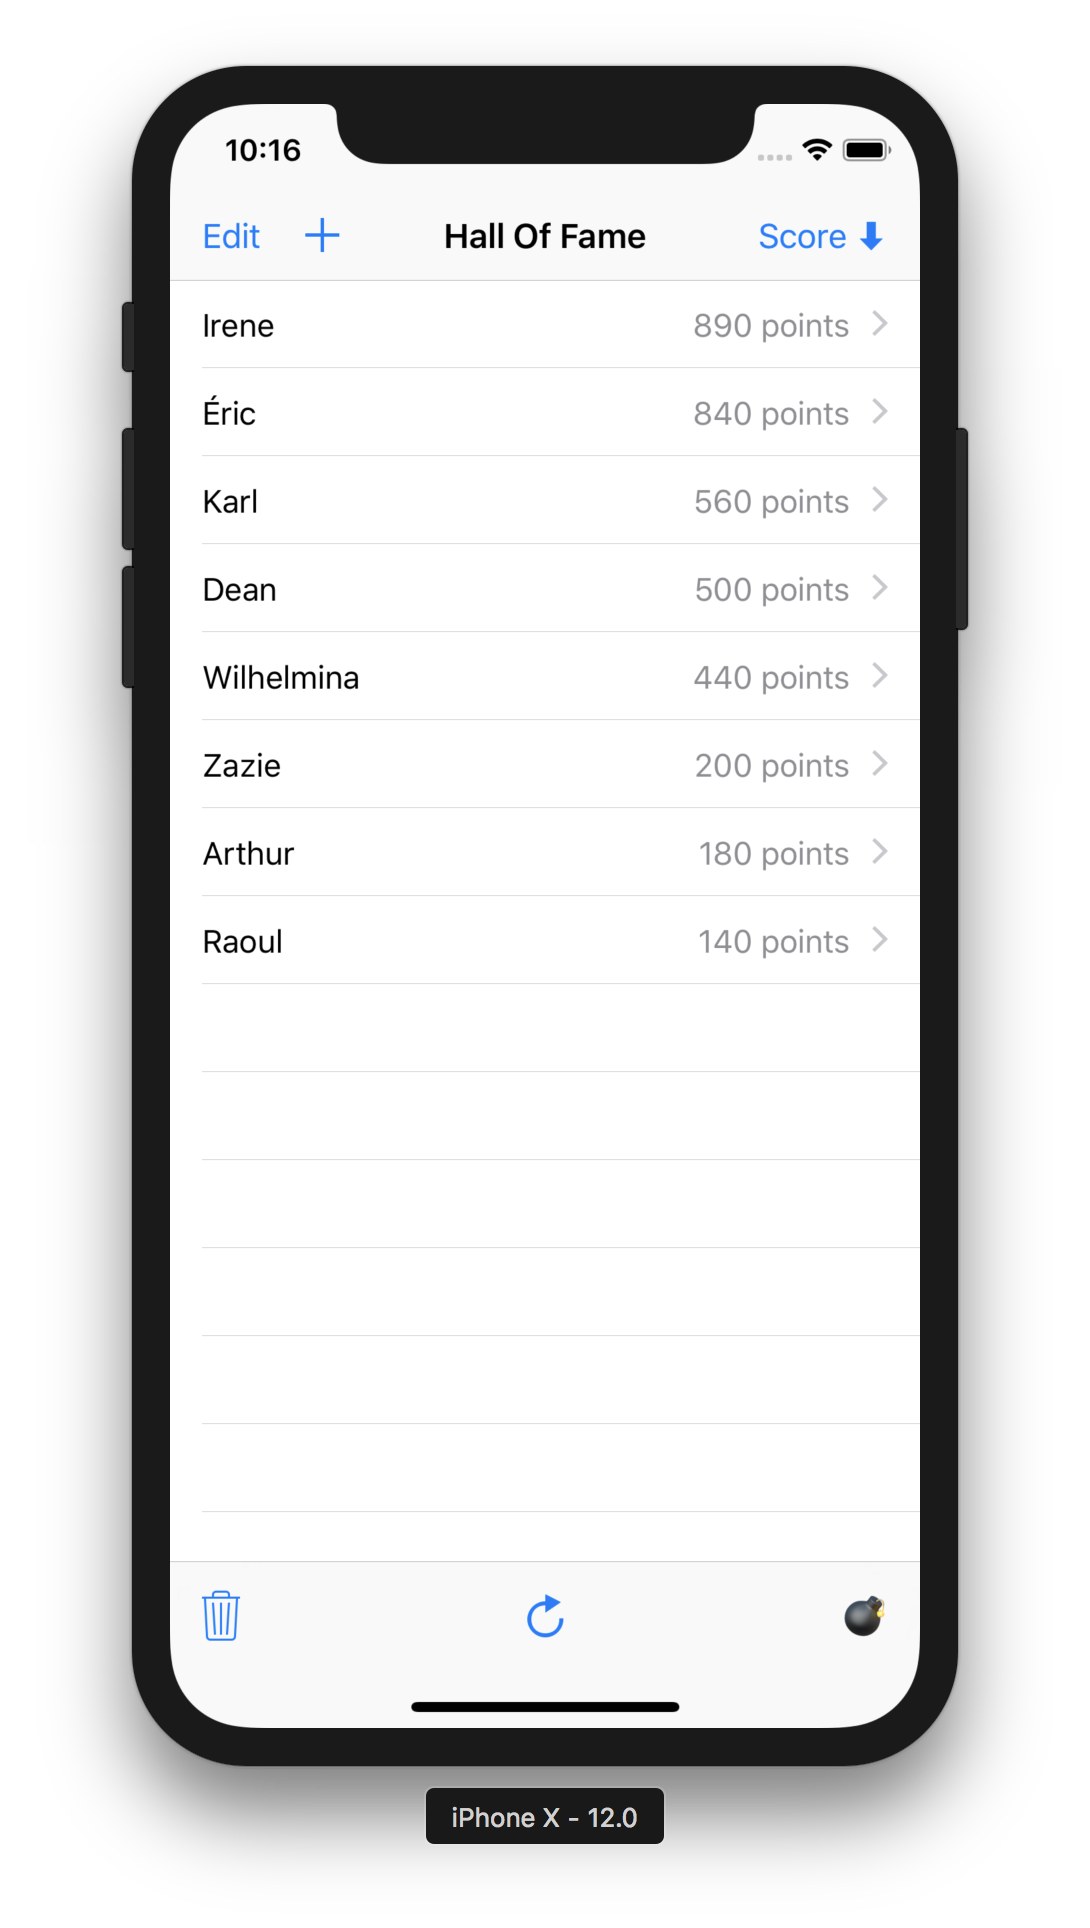 10:16
Edit + Hall Of Fame Score ⬇
Irene 890 points
Éric 840 points
Karl 560 points
Dean 500 points
Wilhelmina 440 points
Zazie 200 points
Arthur 180 points
Raoul 140 points
iPhone X - 12.0